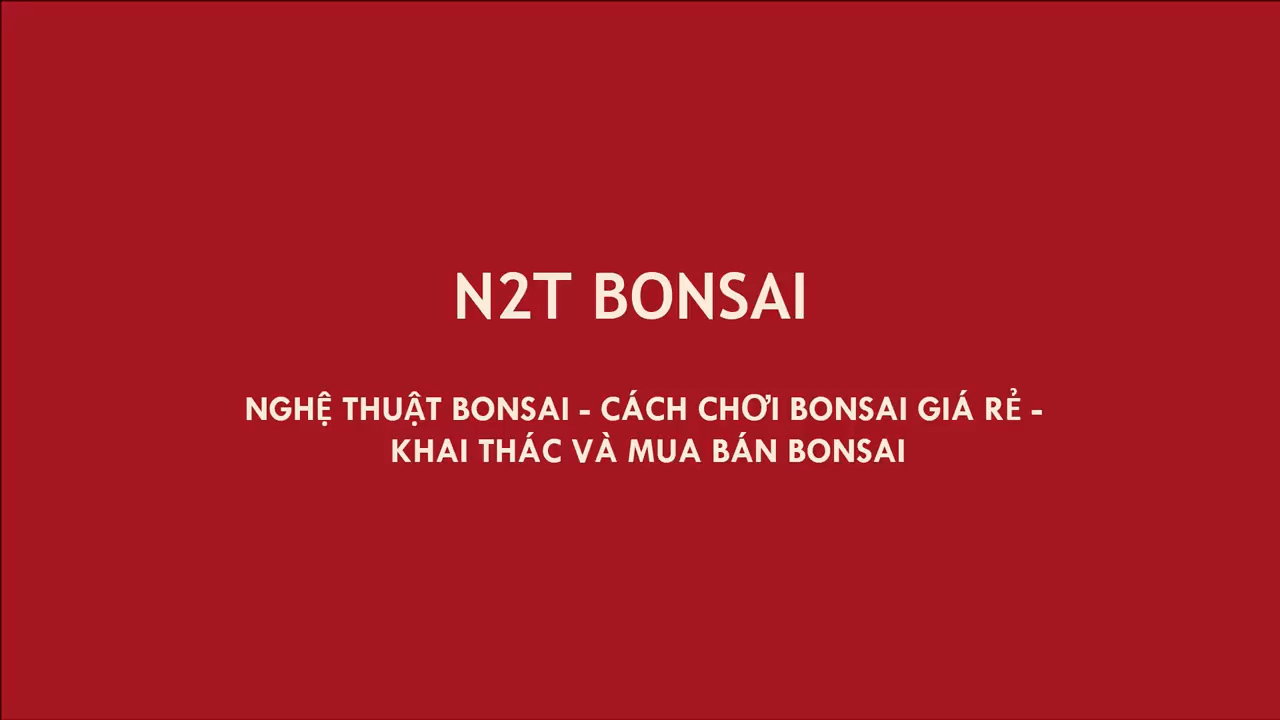 N2T BONSAI
NGHỆ THUẬT BONSAI - CÁCH CHƠI BONSAI GIÁ RẺ -
KHAI THÁC VÀ MUA BÁN BONSAI